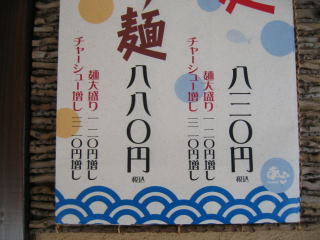 八二〇円
税込
麺大盛り 一二〇円増し
チャーシュー増し 三二〇円増し
麺
八八〇円
税込
麺大盛り 一二〇円増し
チャーシュー増し 三二〇円増し